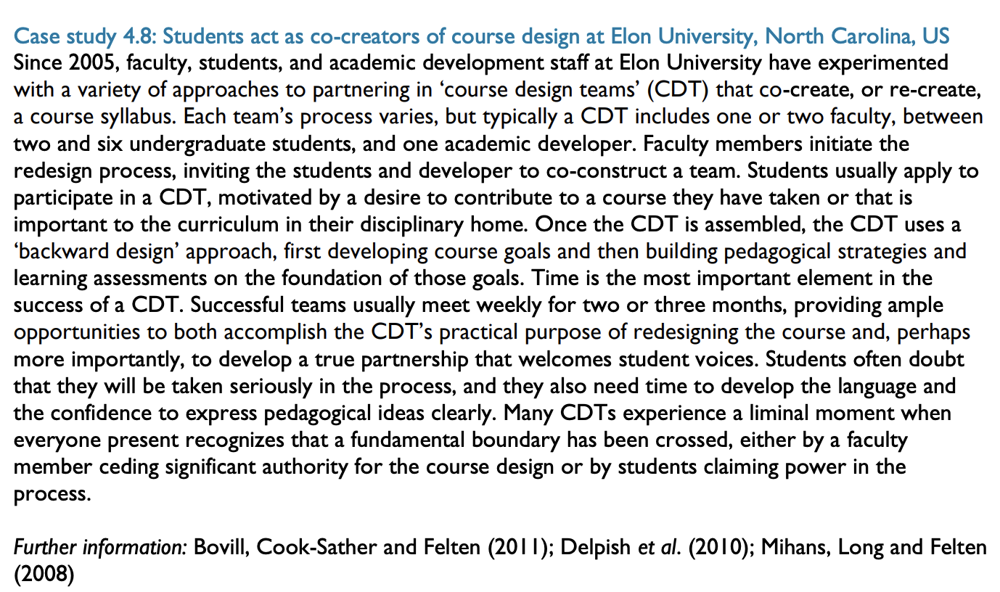 Case study 4.8: Students act as co-creators of course design at Elon University, North Carolina, US
Since 2005, faculty, students, and academic development staff at Elon University have experimented
with a variety of approaches to partnering in ‘course design teams’ (CDT) that co-create, or re-create,
a course syllabus. Each team’s process varies, but typically a CDT includes one or two faculty, between
two and six undergraduate students, and one academic developer. Faculty members initiate the
redesign process, inviting the students and developer to co-construct a team. Students usually apply to
participate in a CDT, motivated by a desire to contribute to a course they have taken or that is
important to the curriculum in their disciplinary home. Once the CDT is assembled, the CDT uses a
‘backward design’ approach, first developing course goals and then building pedagogical strategies and
learning assessments on the foundation of those goals. Time is the most important element in the
success of a CDT. Successful teams usually meet weekly for two or three months, providing ample
opportunities to both accomplish the CDT’s practical purpose of redesigning the course and, perhaps
more importantly, to develop a true partnership that welcomes student voices. Students often doubt
that they will be taken seriously in the process, and they also need time to develop the language and
the confidence to express pedagogical ideas clearly. Many CDTs experience a liminal moment when
everyone present recognizes that a fundamental boundary has been crossed, either by a faculty
member ceding significant authority for the course design or by students claiming power in the
process.
Further information: Bovill, Cook-Sather and Felten (2011); Delpish et al. (2010); Mihans, Long and Felten
(2008)